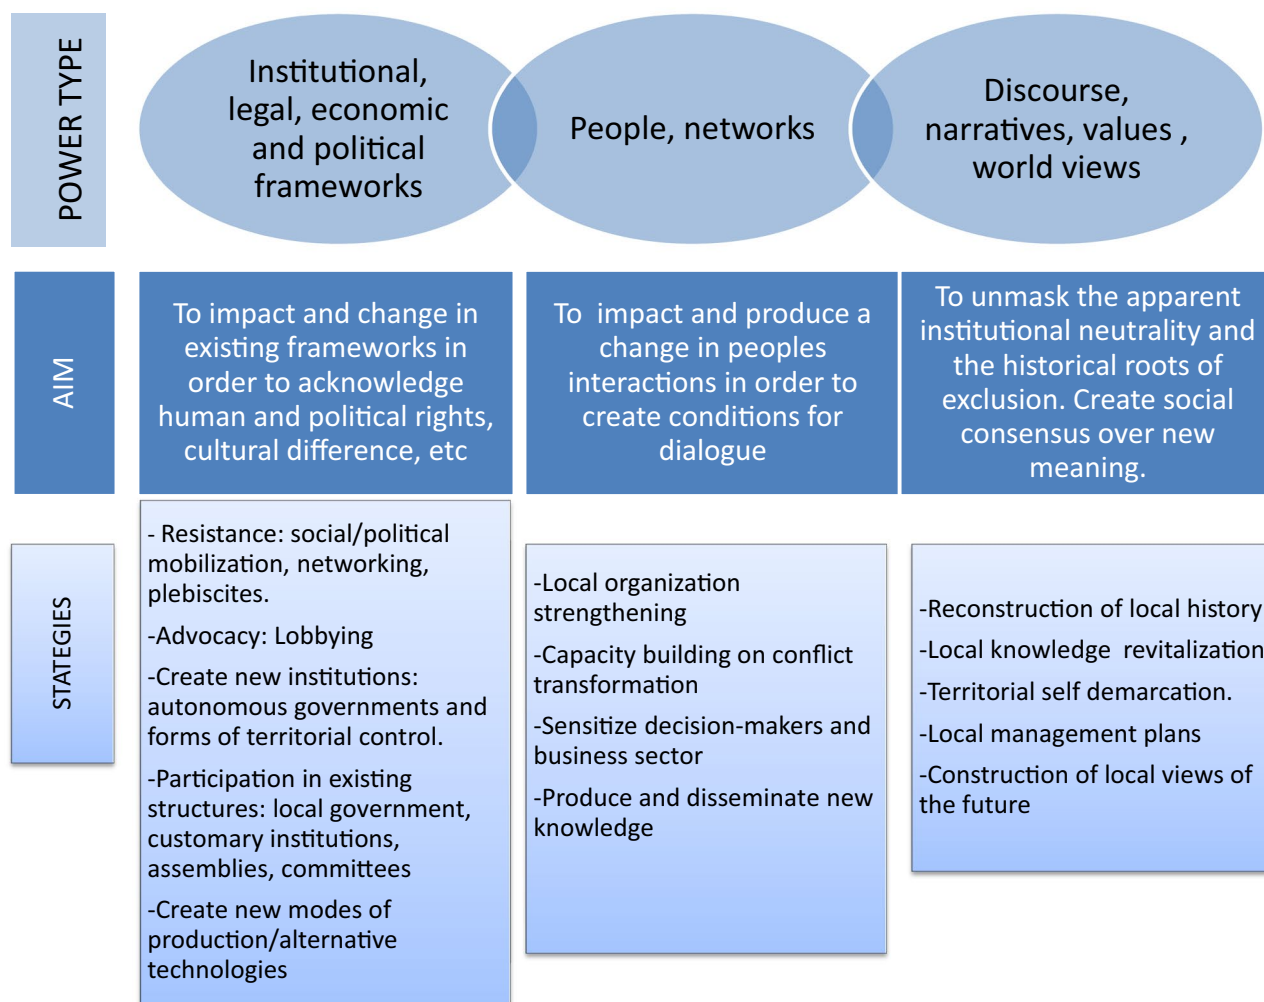 POWER TYPE
Institutional,
legal, economic
and political
frameworks
People, networks
Discourse,
narratives, values ,
world views
AIM
To impact and change in
existing frameworks in
order to acknowledge
human and political rights,
cultural difference, etc
To  impact and produce a
change in peoples
interactions in order to
create conditions for
dialogue
To unmask the apparent
institutional neutrality and
the historical roots of
exclusion. Create social
consensus over new
meaning.
STATEGIES
- Resistance: social/political
mobilization, networking,
plebiscites.
-Advocacy: Lobbying
-Create new institutions:
autonomous governments and
forms of territorial control.
-Participation in existing
structures: local government,
customary institutions,
assemblies, committees
-Create new modes of
production/alternative
technologies
-Local organization
strengthening
-Capacity building on conflict
transformation
-Sensitize decision-makers and
business sector
-Produce and disseminate new
knowledge
-Reconstruction of local history
-Local knowledge  revitalization
-Territorial self demarcation.
-Local management plans
-Construction of local views of
the future